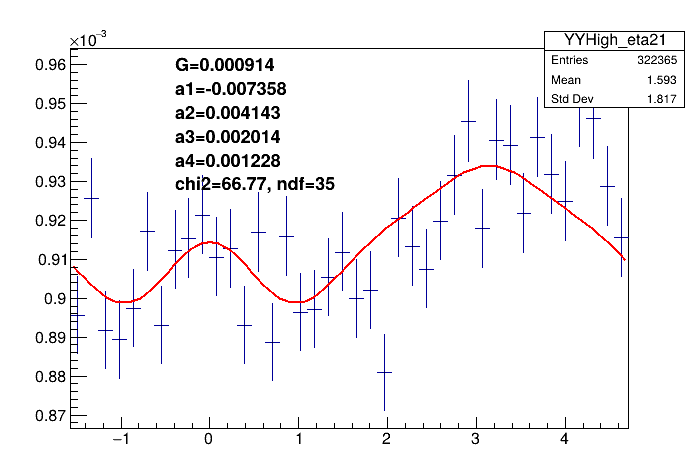 ×10⁻³
YYHigh_eta21
Entries 322365
Mean 1.593
Std Dev 1.817
G=0.000914
a1=-0.007358
a2=0.004143
a3=0.002014
a4=0.001228
chi2=66.77, ndf=35
0.96
0.95
0.94
0.93
0.92
0.91
0.9
0.89
0.88
0.87
−1 0 1 2 3 4